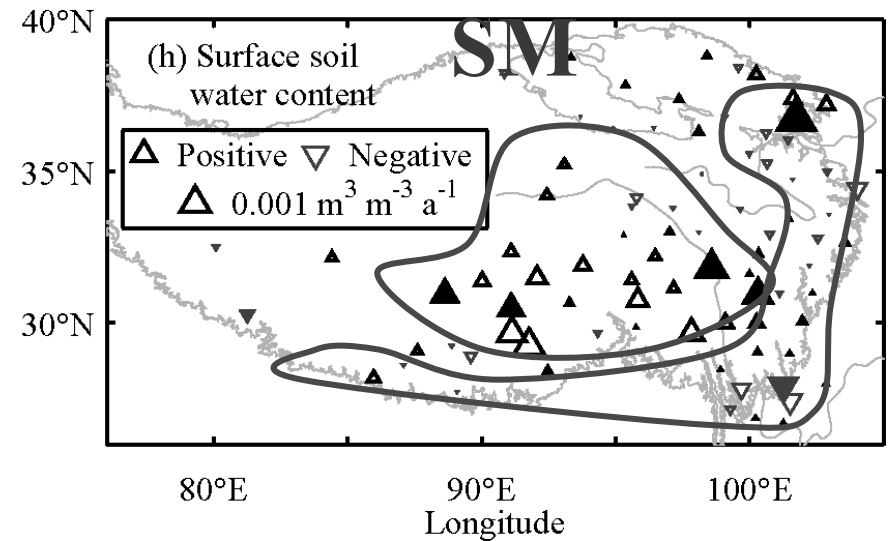 40°N
SM
(h) Surface soil
water content
Positive Negative
0.001 m³ m⁻³ a⁻¹
35°N
30°N
80°E 90°E 100°E
Longitude